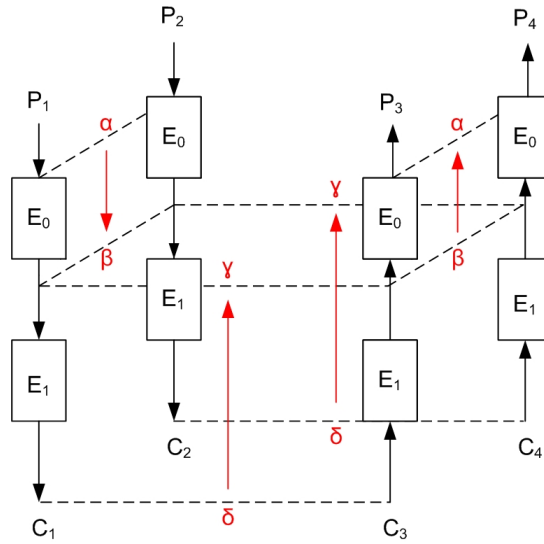 P₂ P₄
P₁ P₃
α α
E₀ E₀
γ
E₀ E₀
β γ β
E₁ E₁
E₁ E₁
δ
C₂ C₄
C₁ δ C₃